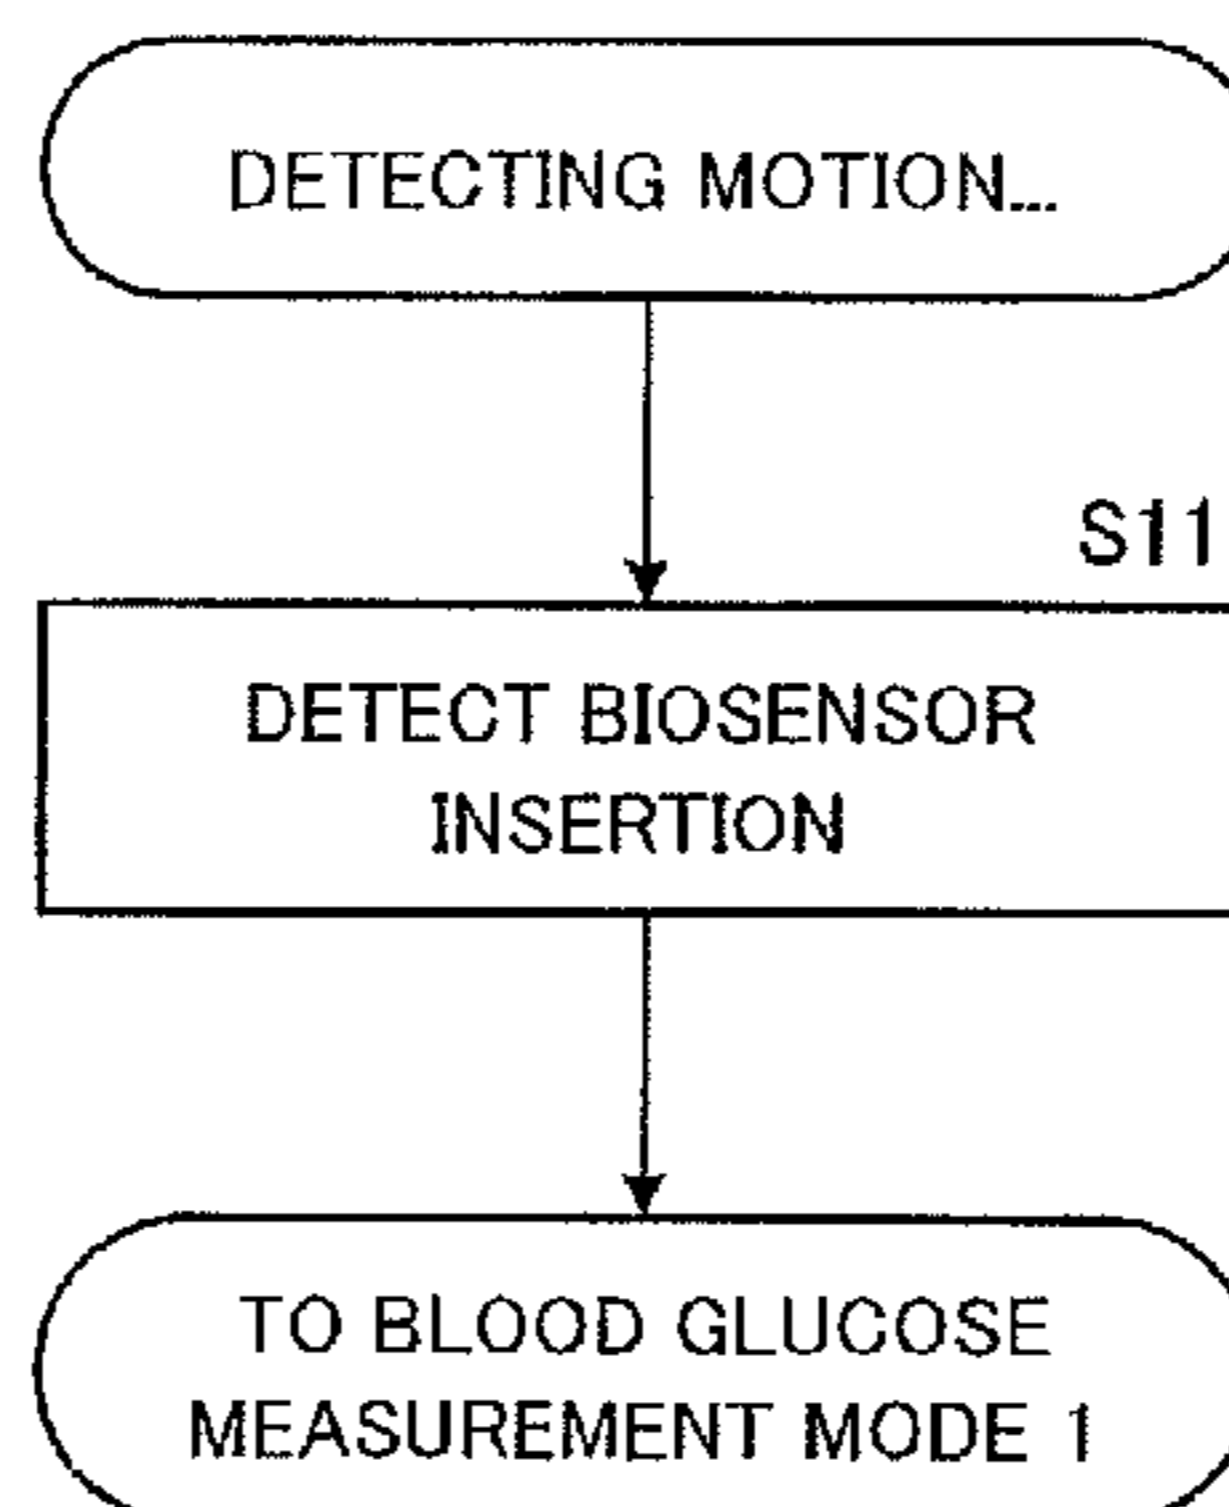 DETECTING MOTION...
S11
DETECT BIOSENSOR
INSERTION
TO BLOOD GLUCOSE
MEASUREMENT MODE 1